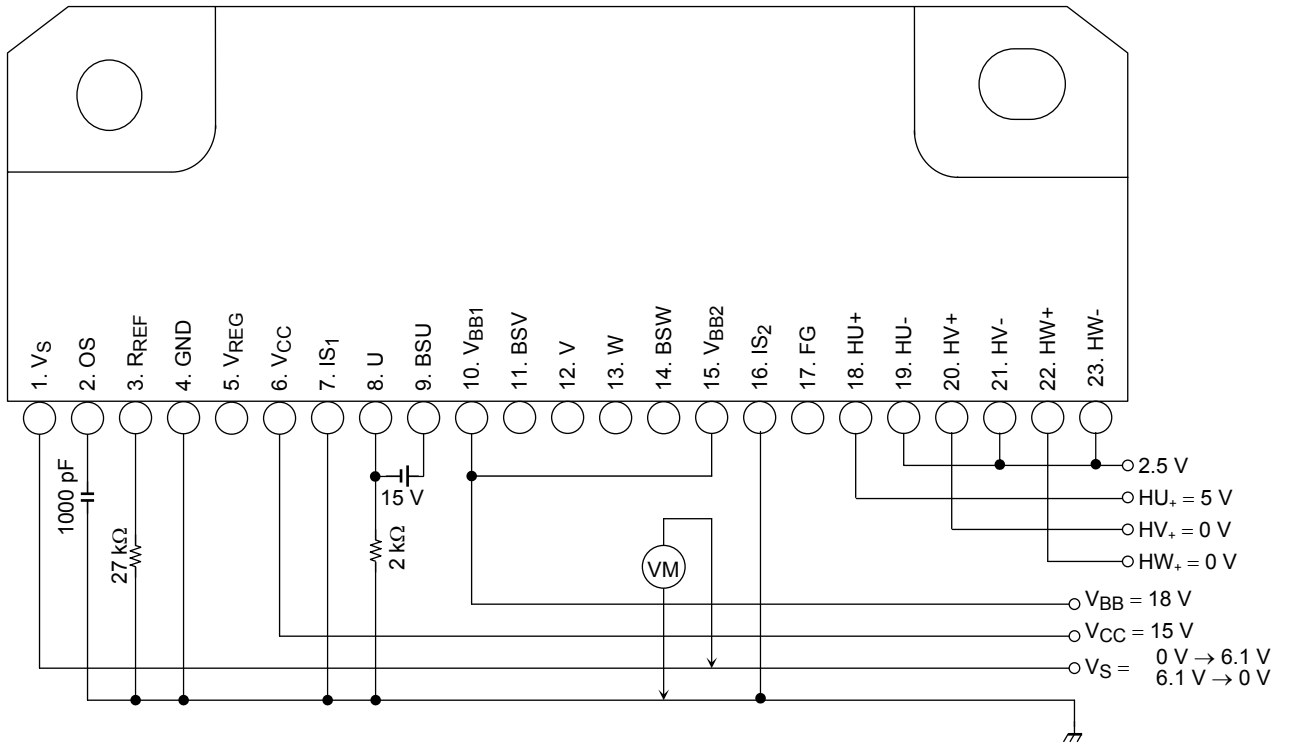 1. VS
2. OS
3. RREF
4. GND
5. VREG
6. VCC
7. IS1
8. U
9. BSU
10. VBB1
11. BSV
12. V
13. W
14. BSW
15. VBB2
16. IS2
17. FG
18. HU+
19. HU-
20. HV+
21. HV-
22. HW+
23. HW-
1000 pF
27 kΩ
15 V
2 kΩ
VM
2.5 V
HU+ = 5 V
HV+ = 0 V
HW+ = 0 V
VBB = 18 V
VCC = 15 V
VS = 0 V → 6.1 V
6.1 V → 0 V